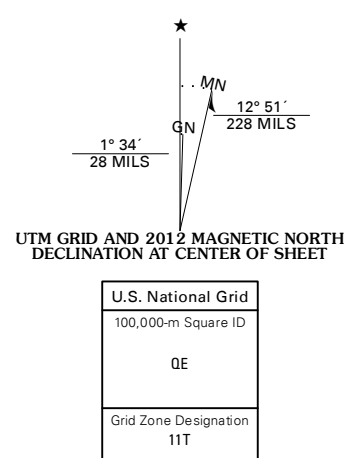 ★
MN
12° 51´
228 MILS
GN
1° 34´
28 MILS
UTM GRID AND 2012 MAGNETIC NORTH
DECLINATION AT CENTER OF SHEET
U.S. National Grid
100,000-m Square ID
QE
Grid Zone Designation
11T